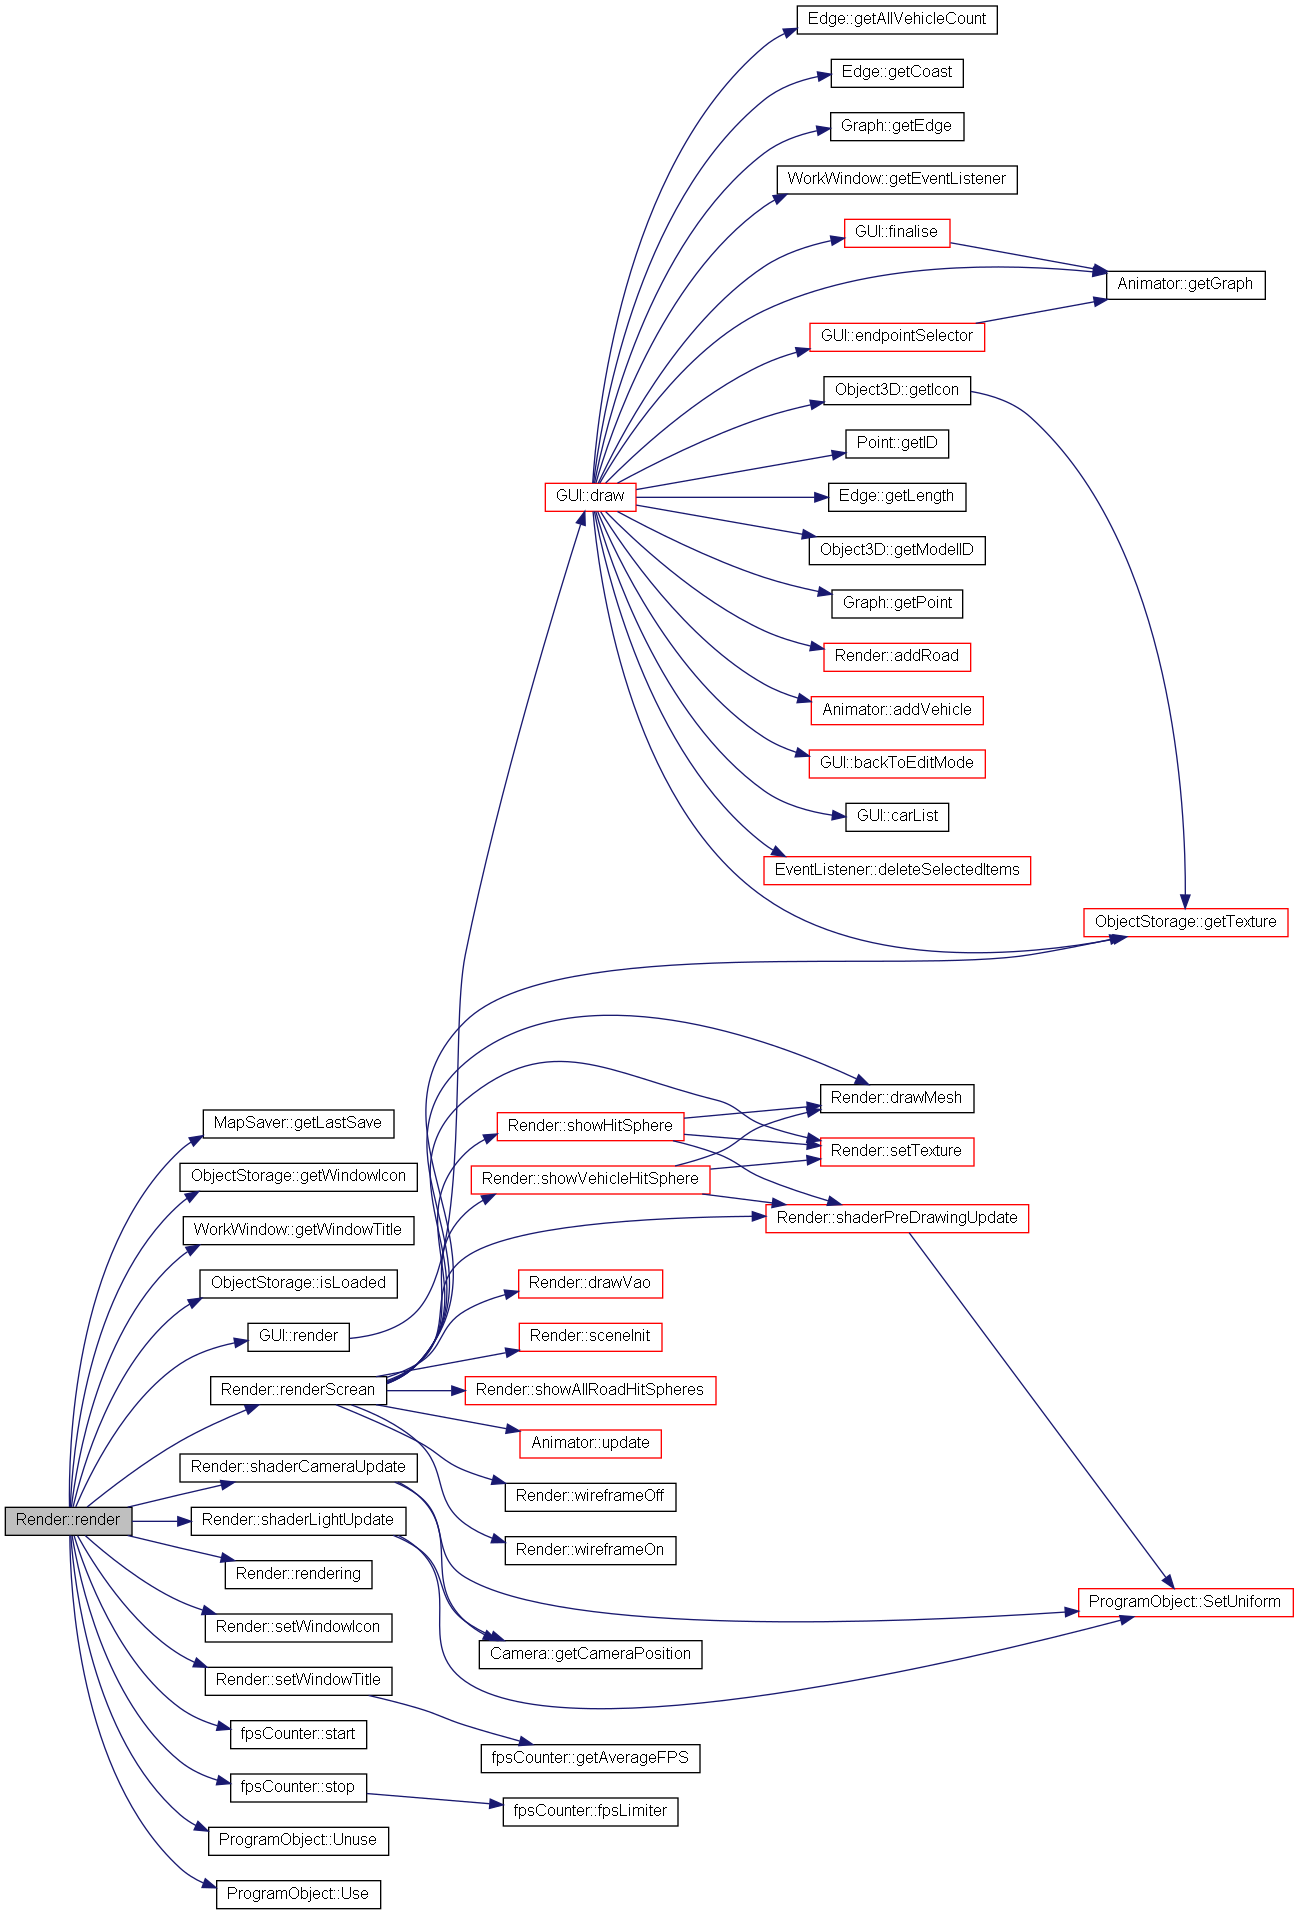 Edge::getAllVehicleCount
Edge::getCoast
Graph::getEdge
WorkWindow::getEventListener
GUI::finalise
Animator::getGraph
GUI::endpointSelector
Object3D::getIcon
Point::getID
GUI::draw
Edge::getLength
Object3D::getModelID
Graph::getPoint
Render::addRoad
Animator::addVehicle
GUI::backToEditMode
GUI::carList
EventListener::deleteSelectedItems
ObjectStorage::getTexture
Render::drawMesh
MapSaver::getLastSave
Render::showHitSphere
Render::setTexture
ObjectStorage::getWindowIcon
Render::showVehicleHitSphere
Render::shaderPreDrawingUpdate
WorkWindow::getWindowTitle
ObjectStorage::isLoaded
Render::drawVao
GUI::render
Render::sceneInit
Render::renderScrean
Render::showAllRoadHitSpheres
Animator::update
Render::shaderCameraUpdate
Render::wireframeOff
Render::render
Render::shaderLightUpdate
Render::wireframeOn
Render::rendering
ProgramObject::SetUniform
Render::setWindowIcon
Camera::getCameraPosition
Render::setWindowTitle
fpsCounter::start
fpsCounter::getAverageFPS
fpsCounter::stop
fpsCounter::fpsLimiter
ProgramObject::Unuse
ProgramObject::Use